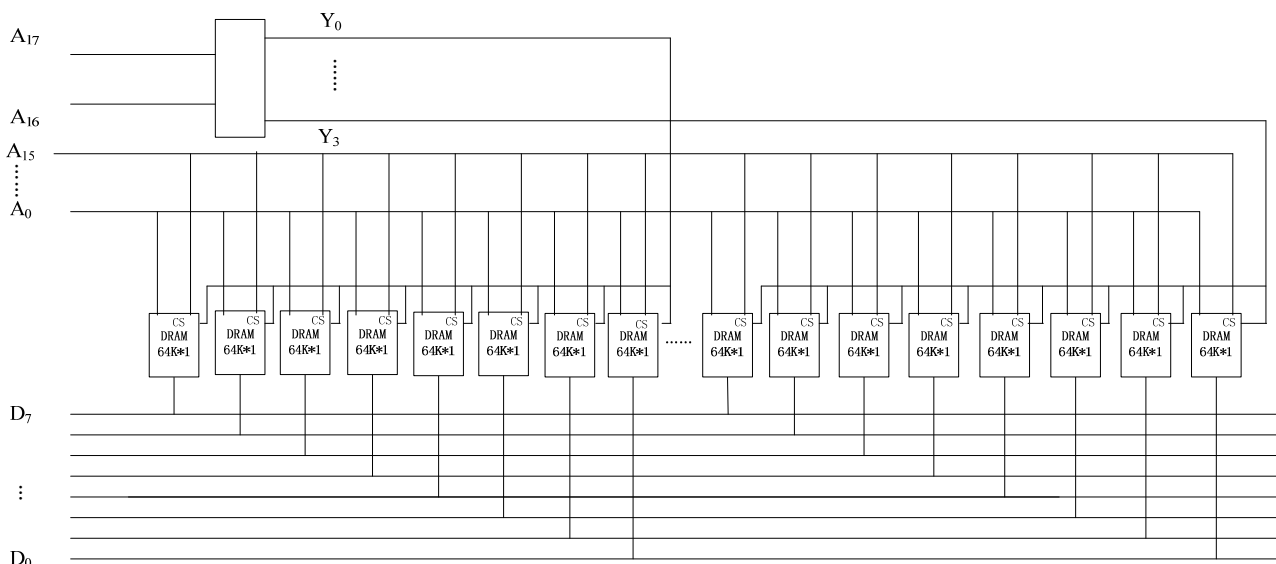 A17
Y0
A16
Y3
A15
A0
CS CS CS CS CS CS CS CS CS CS CS CS CS CS CS CS
DRAM DRAM DRAM DRAM DRAM DRAM DRAM DRAM DRAM DRAM DRAM DRAM DRAM DRAM DRAM DRAM
64K*1 64K*1 64K*1 64K*1 64K*1 64K*1 64K*1 64K*1 ...... 64K*1 64K*1 64K*1 64K*1 64K*1 64K*1 64K*1 64K*1
D7
D0